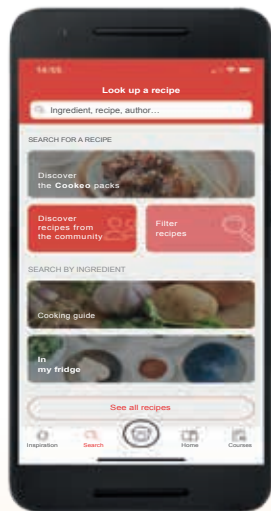 14:55
Look up a recipe
Ingredient, recipe, author…
SEARCH FOR A RECIPE
Discover
the Cookeo packs
Discover
recipes from
the community
Filter
recipes
SEARCH BY INGREDIENT
Cooking guide
In
my fridge
See all recipes
Inspiration
Search
Home
Courses